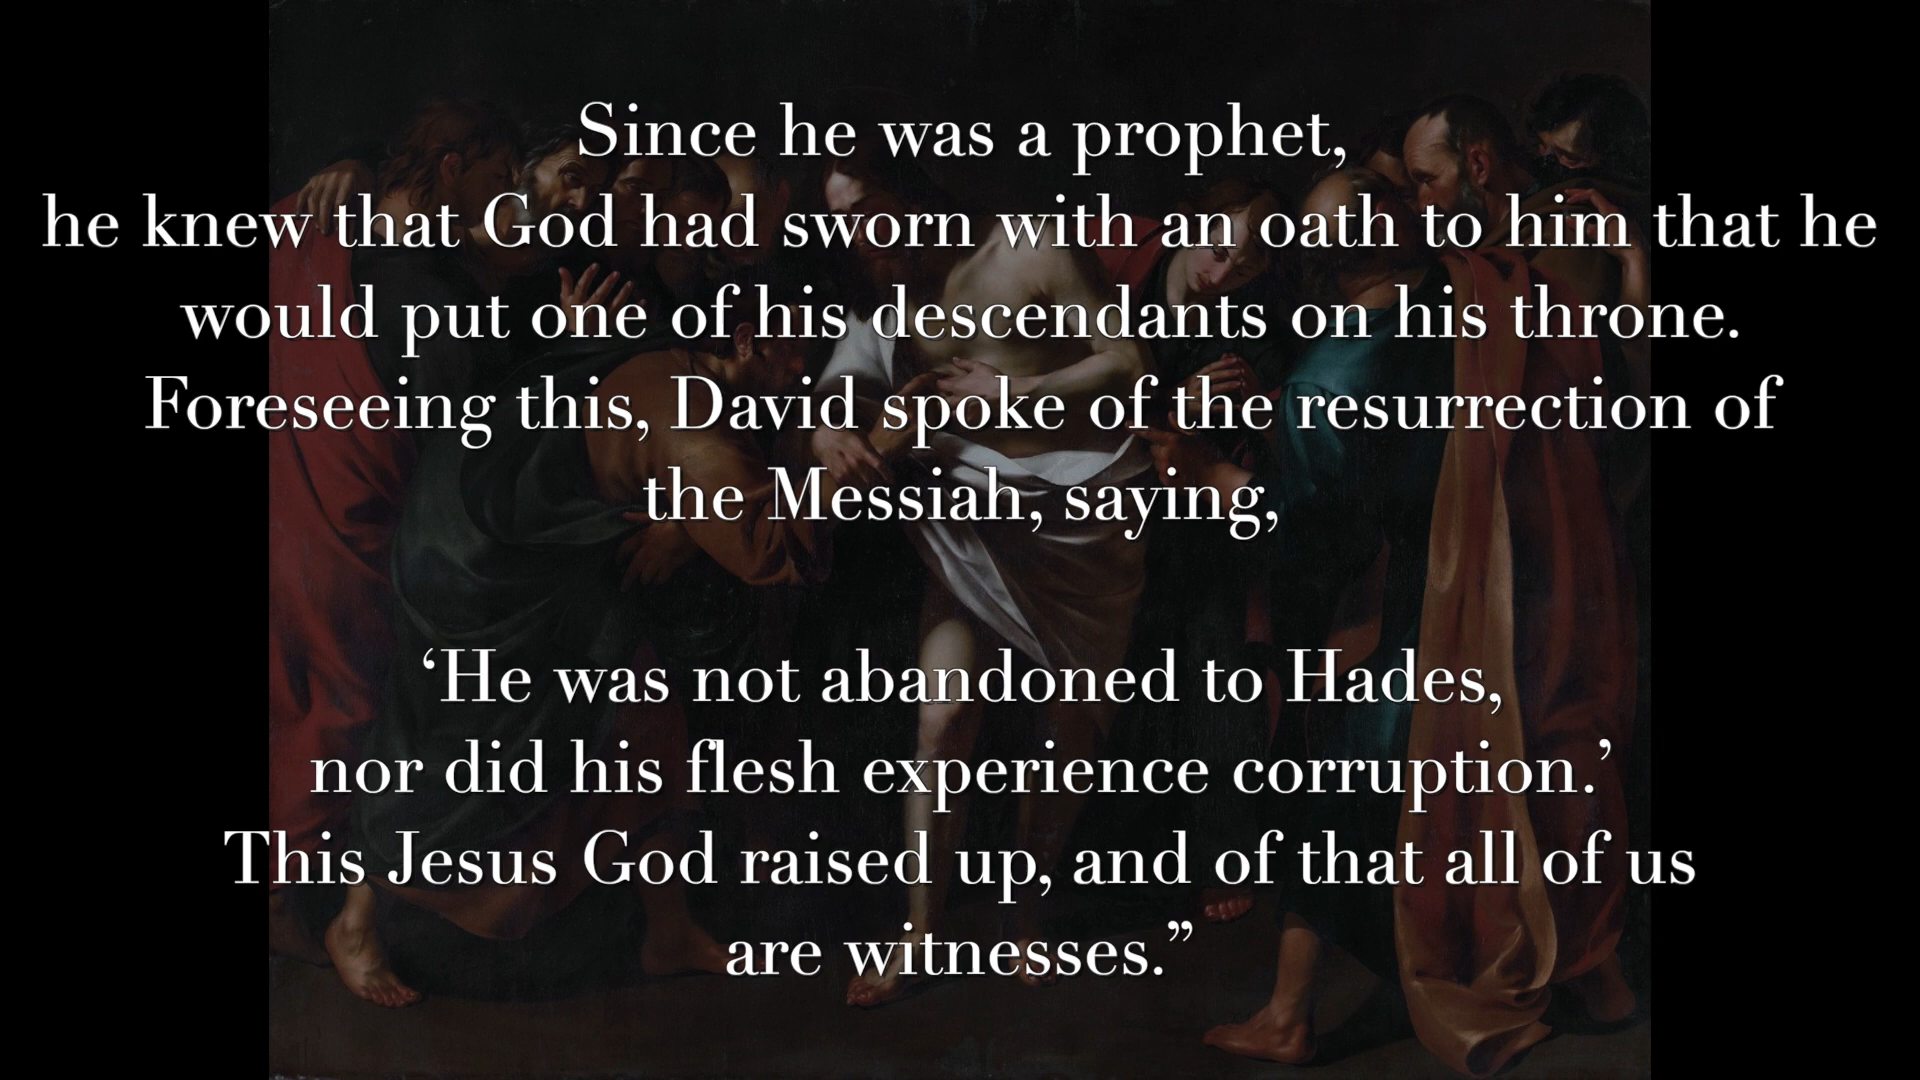 Since he was a prophet,
he knew that God had sworn with an oath to him that he
would put one of his descendants on his throne.
Foreseeing this, David spoke of the resurrection of
the Messiah, saying,
‘He was not abandoned to Hades,
nor did his flesh experience corruption.’
This Jesus God raised up, and of that all of us
are witnesses.”